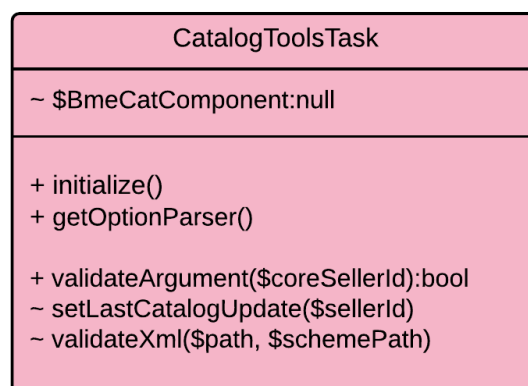 CatalogToolsTask
~ $BmeCatComponent:null
+ initialize()
+ getOptionParser()
+ validateArgument($coreSellerId):bool
~ setLastCatalogUpdate($sellerId)
~ validateXml($path, $schemePath)